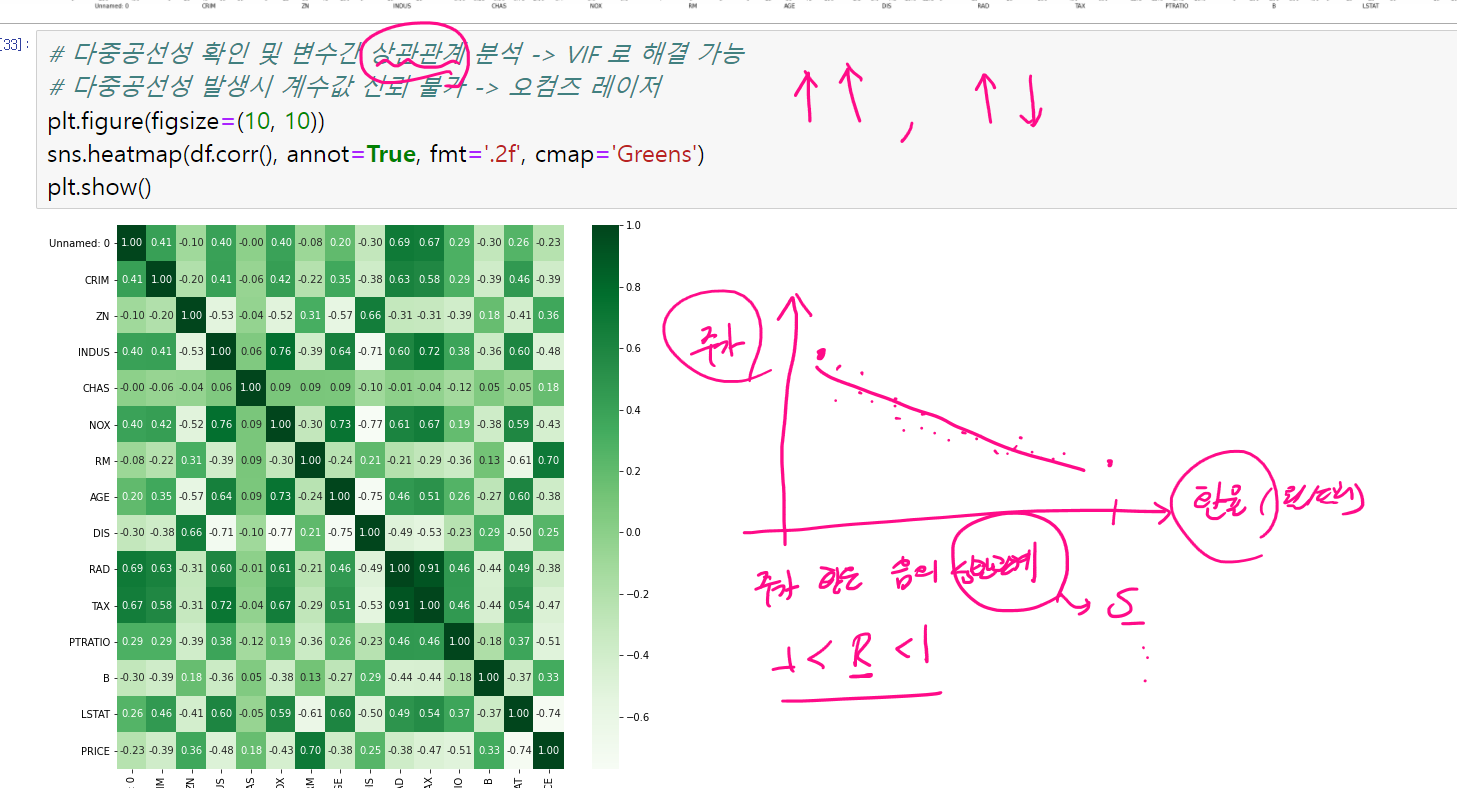 Unnamed: 0 CRIM ZN INDUS CHAS NOX RM AGE DIS RAD TAX PTRATIO B LSTAT
[33]:
# 다중공선성 확인 및 변수간 상관관계 분석 -> VIF 로 해결 가능
# 다중공선성 발생시 계수값 신뢰 불가 -> 오컴즈 레이저
plt.figure(figsize=(10, 10))
sns.heatmap(df.corr(), annot=True, fmt='.2f', cmap='Greens')
plt.show()
Unnamed: 0 1.00 0.41 -0.10 0.40 -0.00 0.40 -0.08 0.20 -0.30 0.69 0.67 0.29 -0.30 0.26 -0.23
CRIM 0.41 1.00 -0.20 0.41 -0.06 0.42 -0.22 0.35 -0.38 0.63 0.58 0.29 -0.39 0.46 -0.39
ZN -0.10 -0.20 1.00 -0.53 -0.04 -0.52 0.31 -0.57 0.66 -0.31 -0.31 -0.39 0.18 -0.41 0.36
INDUS 0.40 0.41 -0.53 1.00 0.06 0.76 -0.39 0.64 -0.71 0.60 0.72 0.38 -0.36 0.60 -0.48
CHAS -0.00 -0.06 -0.04 0.06 1.00 0.09 0.09 0.09 -0.10 -0.01 -0.04 -0.12 0.05 -0.05 0.18
NOX 0.40 0.42 -0.52 0.76 0.09 1.00 -0.30 0.73 -0.77 0.61 0.67 0.19 -0.38 0.59 -0.43
RM -0.08 -0.22 0.31 -0.39 0.09 -0.30 1.00 -0.24 0.21 -0.21 -0.29 -0.36 0.13 -0.61 0.70
AGE 0.20 0.35 -0.57 0.64 0.09 0.73 -0.24 1.00 -0.75 0.46 0.51 0.26 -0.27 0.60 -0.38
DIS -0.30 -0.38 0.66 -0.71 -0.10 -0.77 0.21 -0.75 1.00 -0.49 -0.53 -0.23 0.29 -0.50 0.25
RAD 0.69 0.63 -0.31 0.60 -0.01 0.61 -0.21 0.46 -0.49 1.00 0.91 0.46 -0.44 0.49 -0.38
TAX 0.67 0.58 -0.31 0.72 -0.04 0.67 -0.29 0.51 -0.53 0.91 1.00 0.46 -0.44 0.54 -0.47
PTRATIO 0.29 0.29 -0.39 0.38 -0.12 0.19 -0.36 0.26 -0.23 0.46 0.46 1.00 -0.18 0.37 -0.51
B -0.30 -0.39 0.18 -0.36 0.05 -0.38 0.13 -0.27 0.29 -0.44 -0.44 -0.18 1.00 -0.37 0.33
LSTAT 0.26 0.46 -0.41 0.60 -0.05 0.59 -0.61 0.60 -0.50 0.49 0.54 0.37 -0.37 1.00 -0.74
PRICE -0.23 -0.39 0.36 -0.48 0.18 -0.43 0.70 -0.38 0.25 -0.38 -0.47 -0.51 0.33 -0.74 1.00
: 0 IM ZN US AS OX RM GE IS AD AX IO B AT CE
1.0
0.8
0.6
0.4
0.2
0.0
−0.2
−0.4
−0.6
주가
환율 (원/달러)
주가 환율 음의 상관관계
S
-1 < R < 1